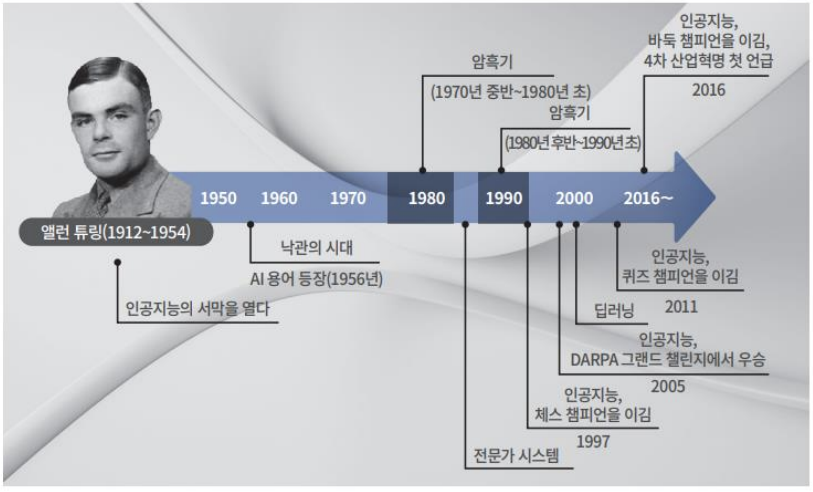 인공지능,
바둑 챔피언을 이김,
4차 산업혁명 첫 언급
2016
암흑기
(1970년 중반~1980년 초)
암흑기
(1980년 후반~1990년 초)
1950
1960
1970
1980
1990
2000
2016~
앨런 튜링(1912~1954)
인공지능의 서막을 열다
낙관의 시대
AI 용어 등장(1956년)
인공지능,
퀴즈 챔피언을 이김
2011
딥러닝
인공지능,
DARPA 그랜드 챌린지에서 우승
2005
인공지능,
체스 챔피언을 이김
1997
전문가 시스템